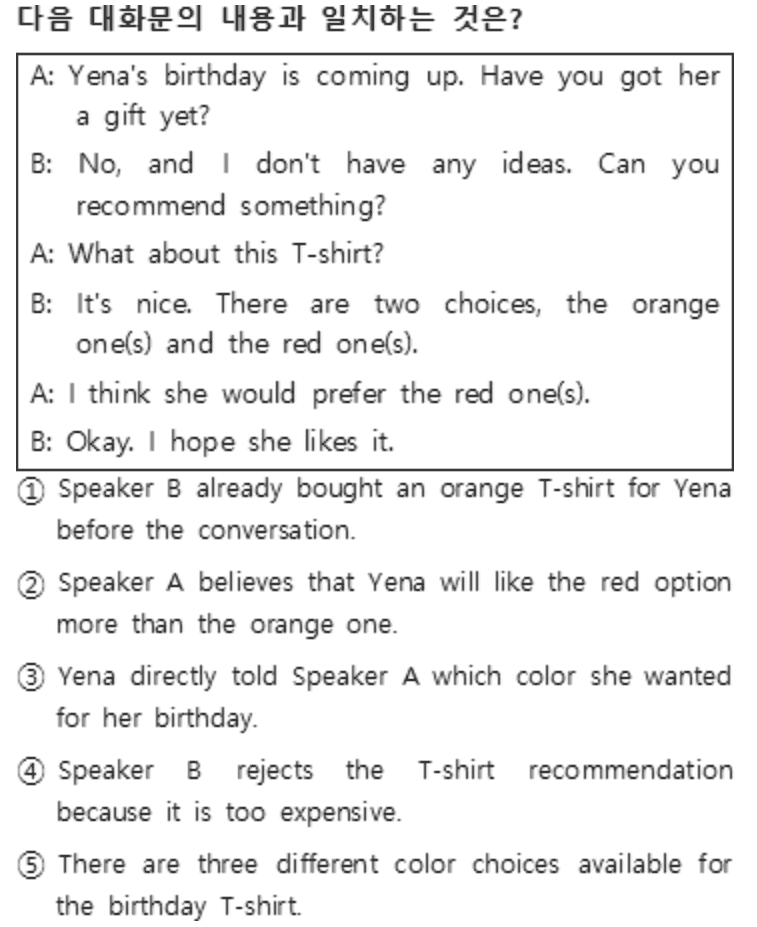 다음 대화문의 내용과 일치하는 것은?
A: Yena's birthday is coming up. Have you got her
a gift yet?
B: No, and I don't have any ideas. Can you
recommend something?
A: What about this T-shirt?
B: It's nice. There are two choices, the orange
one(s) and the red one(s).
A: I think she would prefer the red one(s).
B: Okay. I hope she likes it.
① Speaker B already bought an orange T-shirt for Yena
before the conversation.
② Speaker A believes that Yena will like the red option
more than the orange one.
③ Yena directly told Speaker A which color she wanted
for her birthday.
④ Speaker B rejects the T-shirt recommendation
because it is too expensive.
⑤ There are three different color choices available for
the birthday T-shirt.